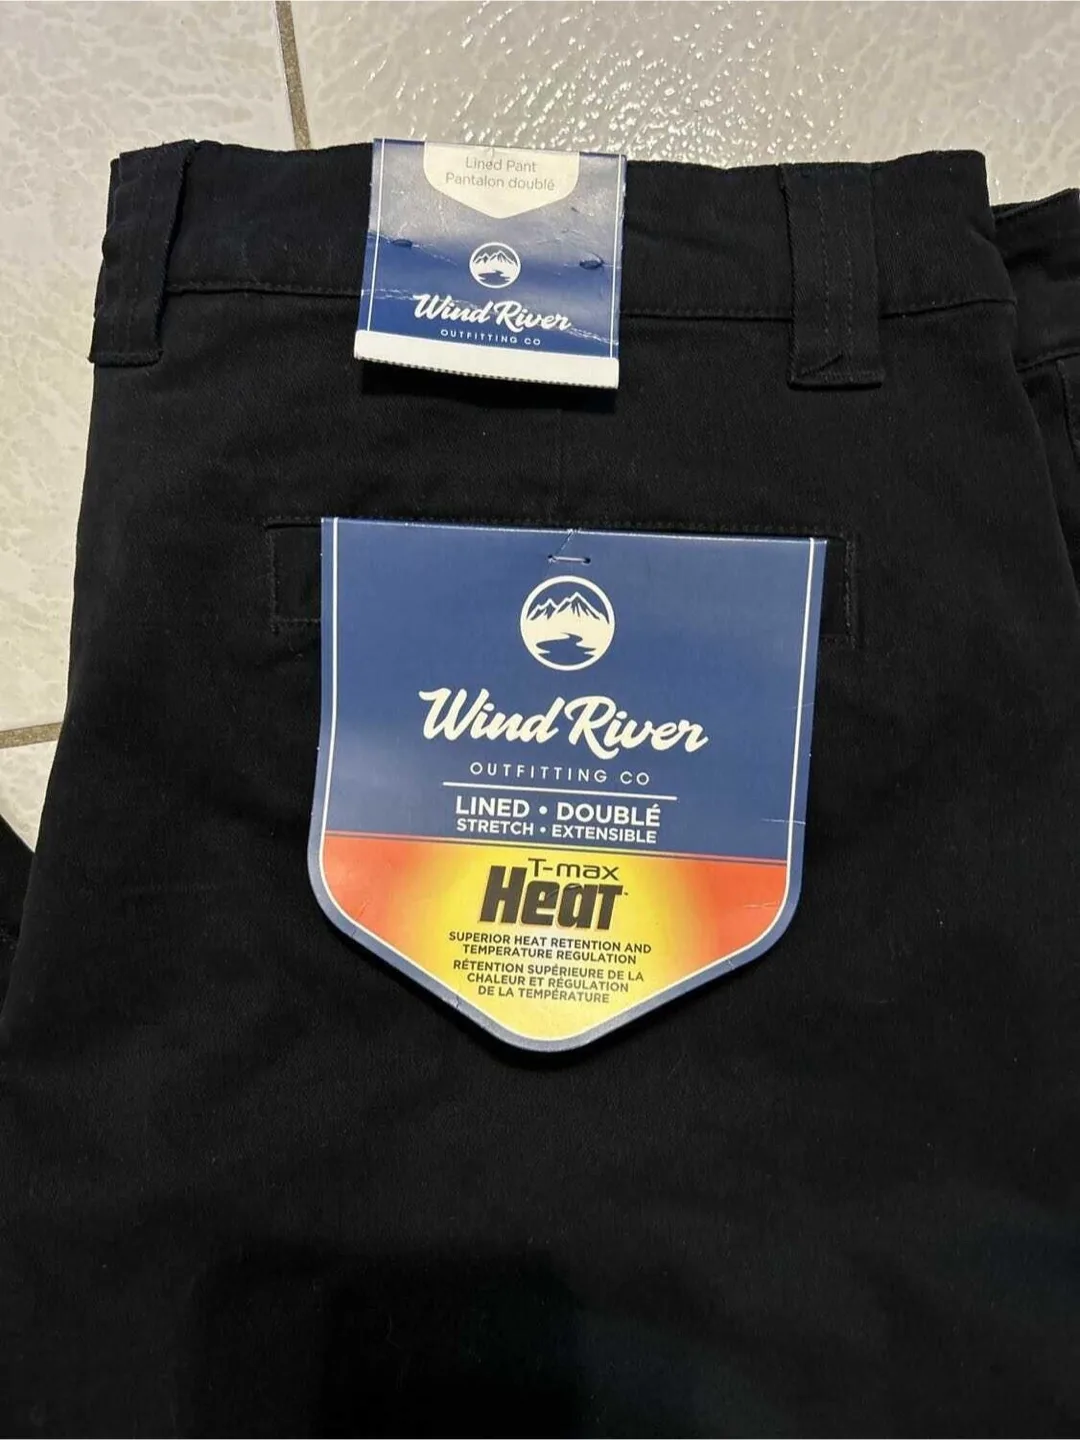 Lined Pant
Pantalon doublé
Wind River
OUTFITTING CO
Wind River
OUTFITTING CO
LINED • DOUBLÉ
STRETCH • EXTENSIBLE
T-max
Heat™
SUPERIOR HEAT RETENTION AND
TEMPERATURE REGULATION
RÉTENTION SUPÉRIEURE DE LA
CHALEUR ET RÉGULATION
DE LA TEMPÉRATURE